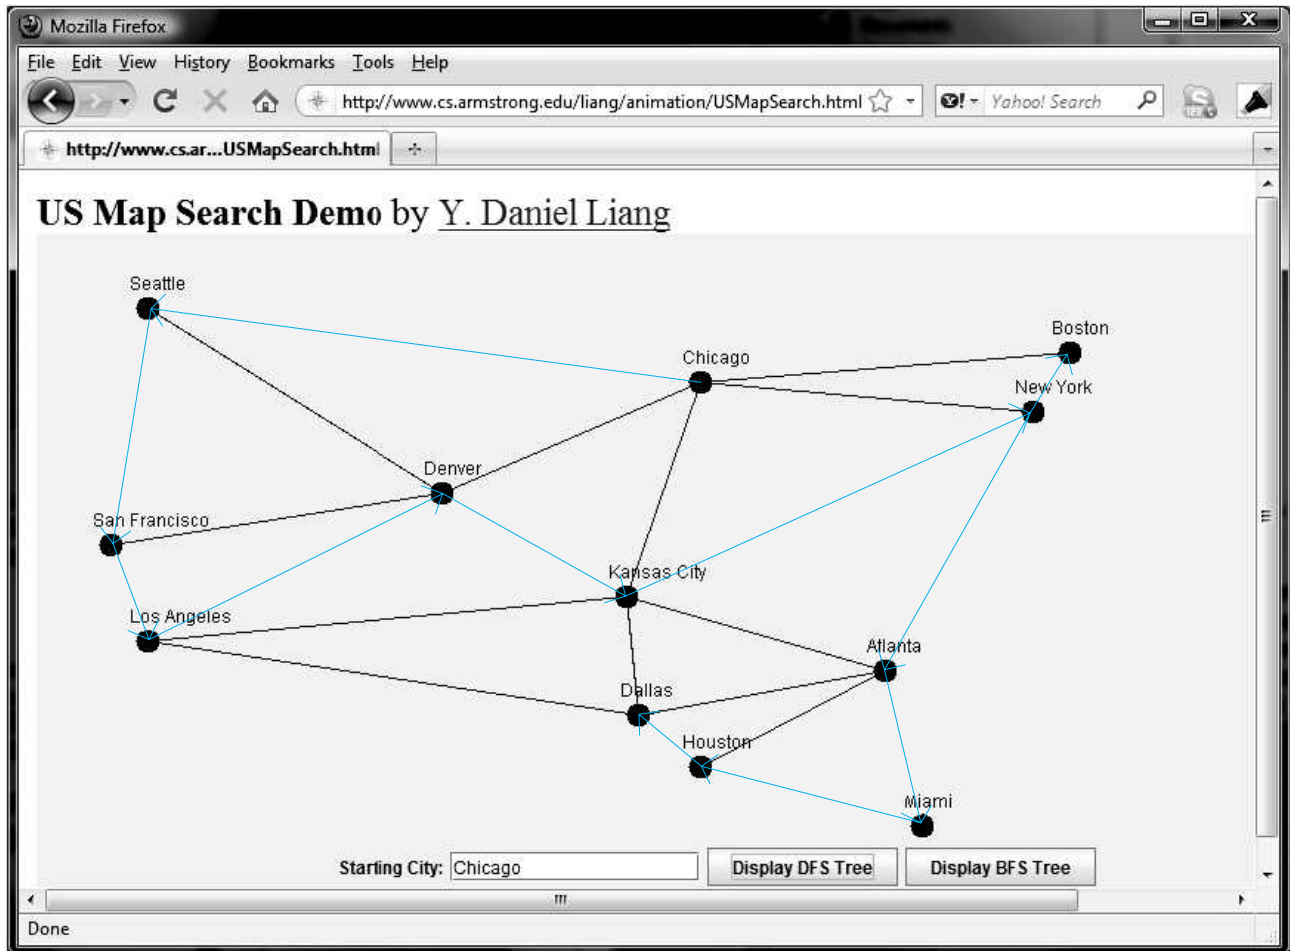 Mozilla Firefox
File Edit View History Bookmarks Tools Help
http://www.cs.armstrong.edu/liang/animation/USMapSearch.html Yahoo! Search
http://www.cs.ar...USMapSearch.html
US Map Search Demo by Y. Daniel Liang
Seattle
Boston
Chicago
New York
Denver
San Francisco
Kansas City
Los Angeles
Atlanta
Dallas
Houston
Miami
Starting City: Chicago Display DFS Tree Display BFS Tree
Done